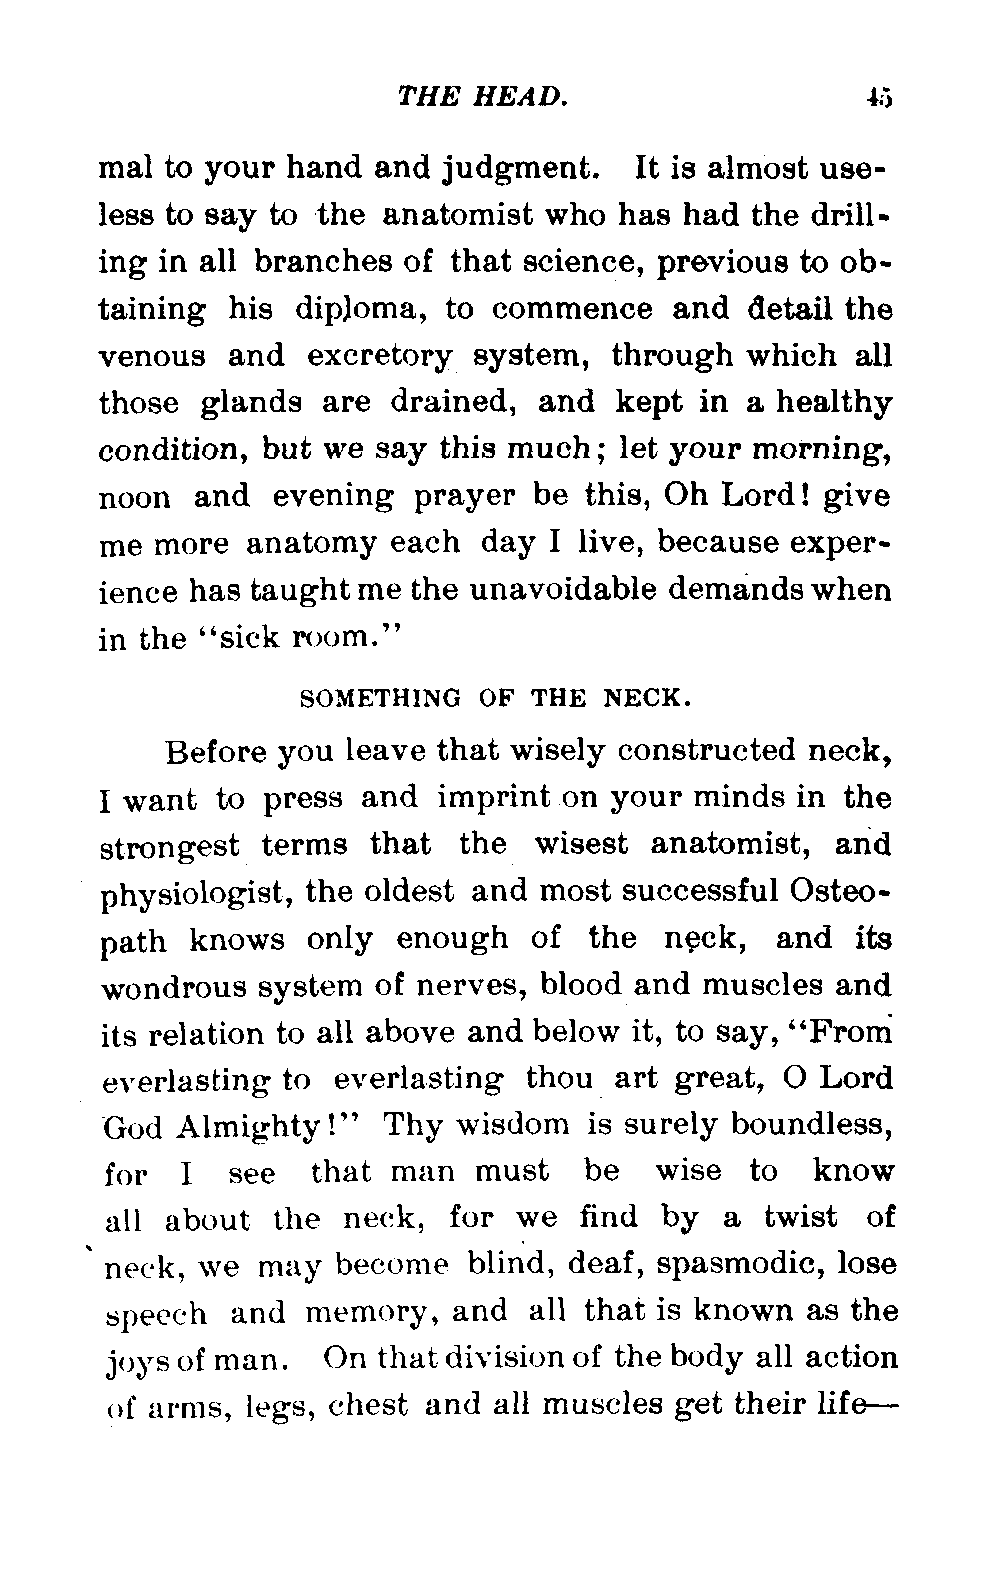 THE HEAD. 45
mal to your hand and judgment. It is almost use-
less to say to the anatomist who has had the drill-
ing in all branches of that science, previous to ob-
taining his diploma, to commence and detail the
venous and excretory system, through which all
those glands are drained, and kept in a healthy
condition, but we say this much; let your morning,
noon and evening prayer be this, Oh Lord! give
me more anatomy each day I live, because exper-
ience has taught me the unavoidable demands when
in the “sick room.”
SOMETHING OF THE NECK.
Before you leave that wisely constructed neck,
I want to press and imprint on your minds in the
strongest terms that the wisest anatomist, and
physiologist, the oldest and most successful Osteo-
path knows only enough of the neck, and its
wondrous system of nerves, blood and muscles and
its relation to all above and below it, to say, “From
everlasting to everlasting thou art great, O Lord
God Almighty!” Thy wisdom is surely boundless,
for I see that man must be wise to know
all about the neck, for we find by a twist of
neck, we may become blind, deaf, spasmodic, lose
speech and memory, and all that is known as the
joys of man. On that division of the body all action
of arms, legs, chest and all muscles get their life—